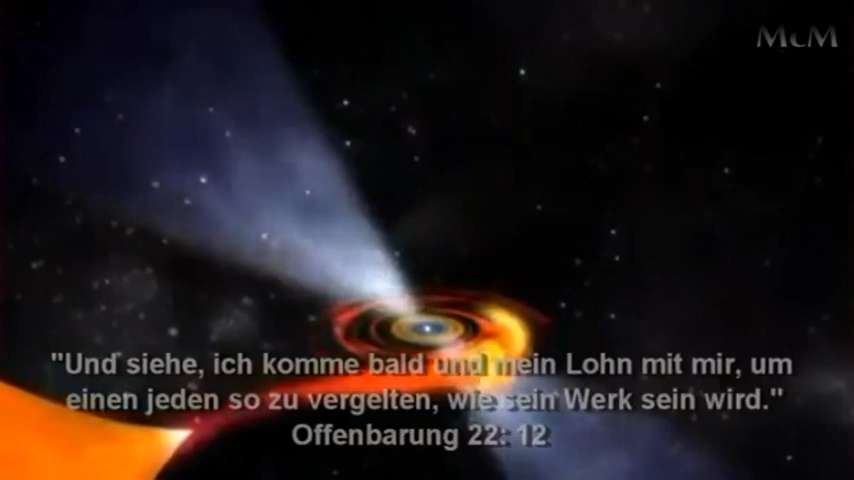 McM
"Und siehe, ich komme bald und mein Lohn mit mir, um
einen jeden so zu vergelten, wie sein Werk sein wird."
Offenbarung 22: 12